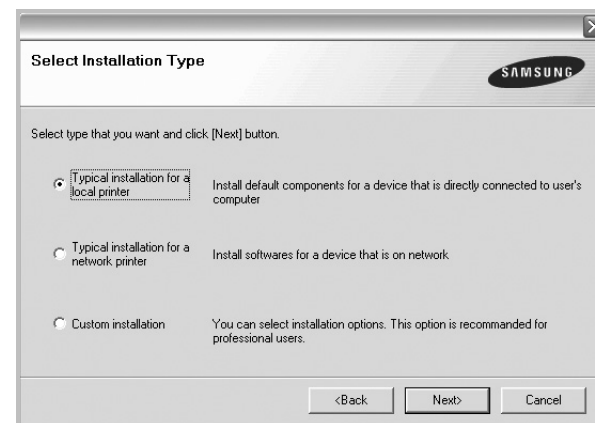 Select Installation Type
SAMSUNG
Select type that you want and click [Next] button.
Typical installation for a
local printer
Install default components for a device that is directly connected to user's
computer
Typical installation for a
network printer
Install softwares for a device that is on network
Custom installation
You can select installation options. This option is recommanded for
professional users.
<Back
Next>
Cancel